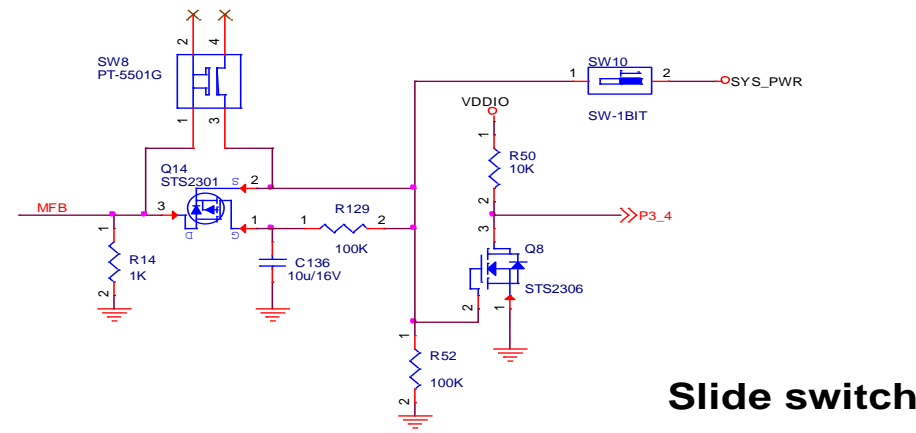 2
4
SW8
PT-5501G
1
3
SW10
1
2
SYS_PWR
SW-1BIT
VDDIO
1
R50
10K
2
P3_4
Q14
STS2301
S
2
MFB
3
D
G
1
1
R129
2
100K
1
R14
1K
2
C136
10u/16V
3
Q8
STS2306
2
1
1
R52
100K
2
Slide switch